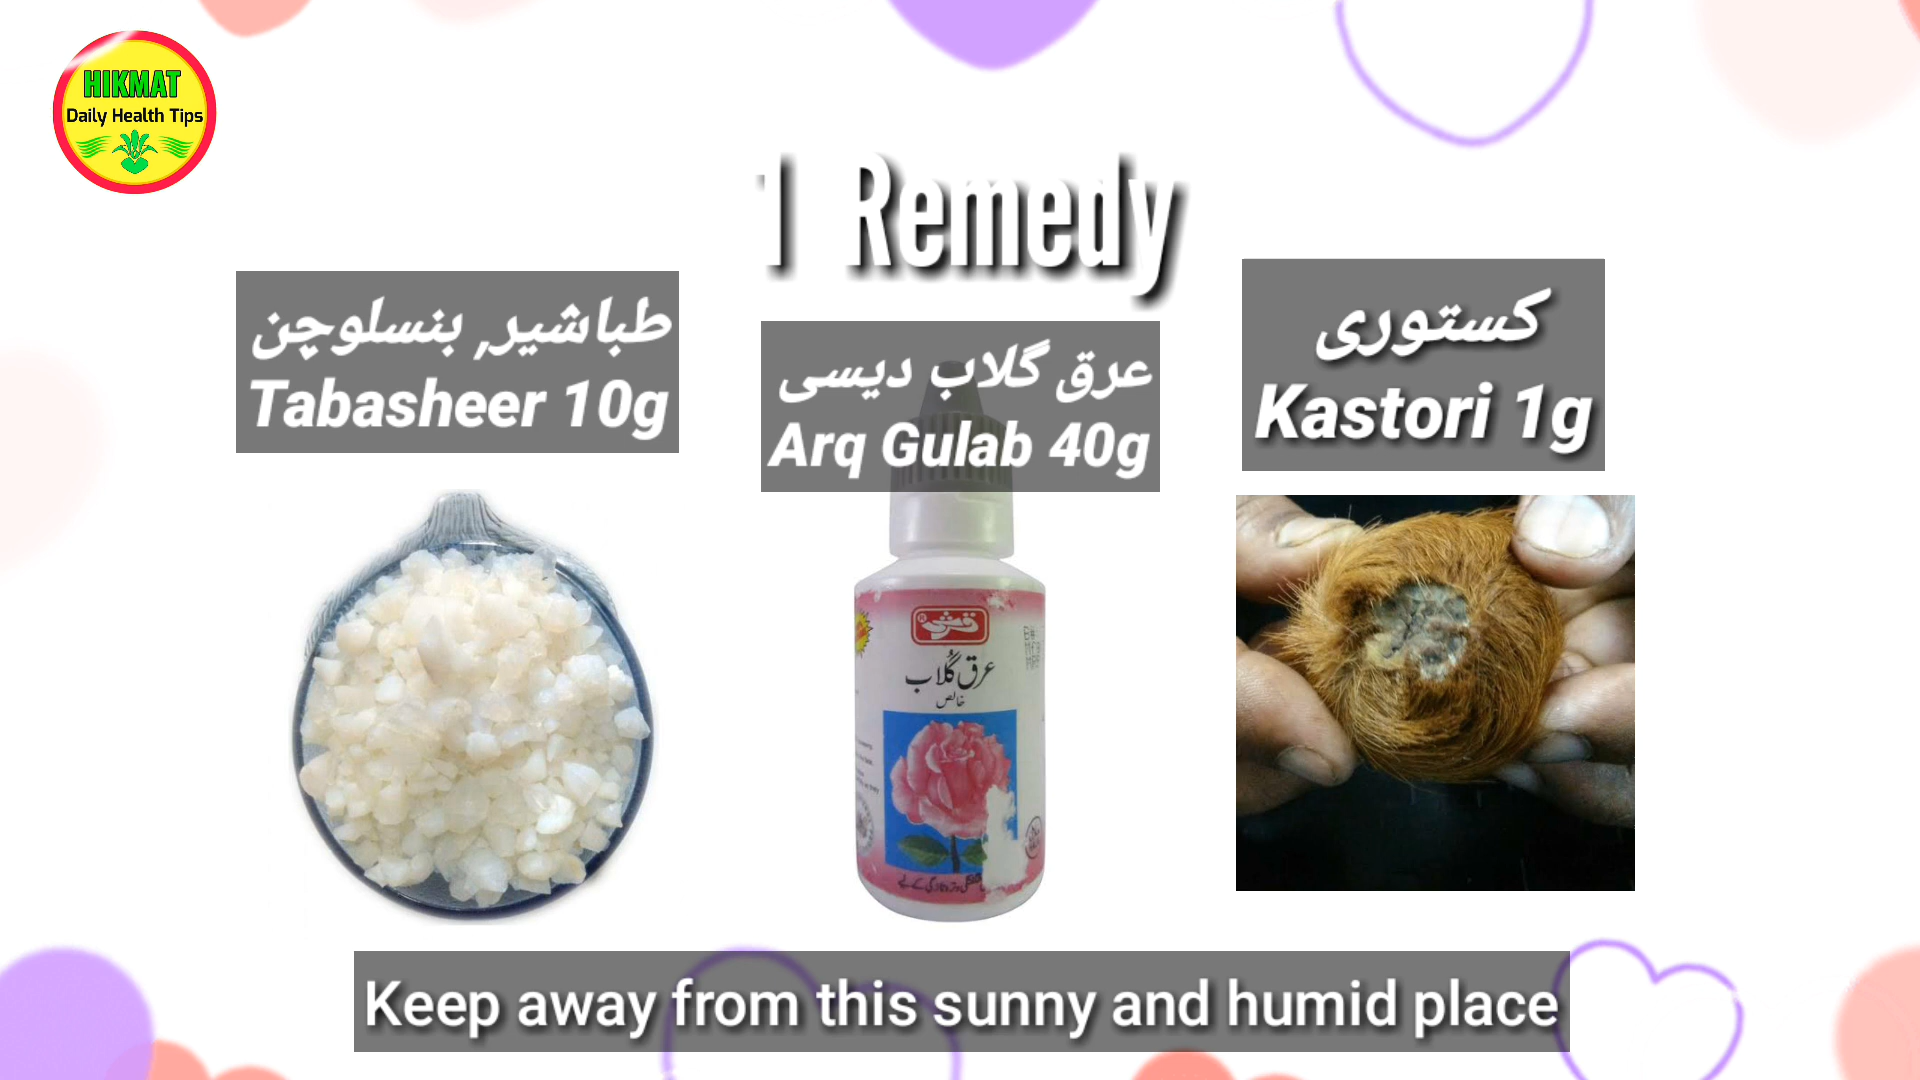 HIKMAT
Daily Health Tips
1 Remedy
طباشیر, بنسلوچن
Tabasheer 10g
عرق گلاب دیسی
Arq Gulab 40g
کستوری
Kastori 1g
قرشی
عرق گلاب
خالص
Keep away from this sunny and humid place